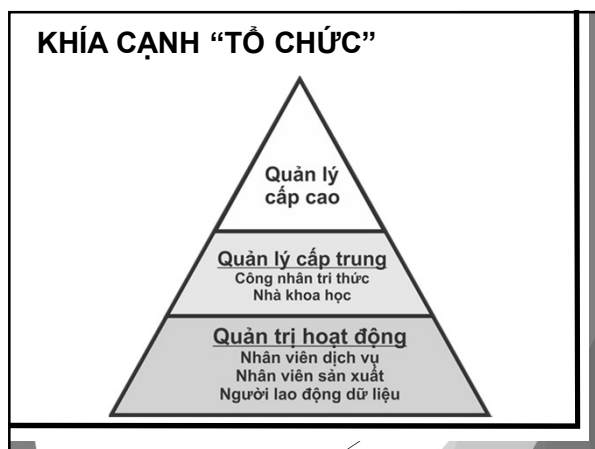 KHÍA CẠNH “TỔ CHỨC”
Quản lý
cấp cao
Quản lý cấp trung
Công nhân tri thức
Nhà khoa học
Quản trị hoạt động
Nhân viên dịch vụ
Nhân viên sản xuất
Người lao động dữ liệu